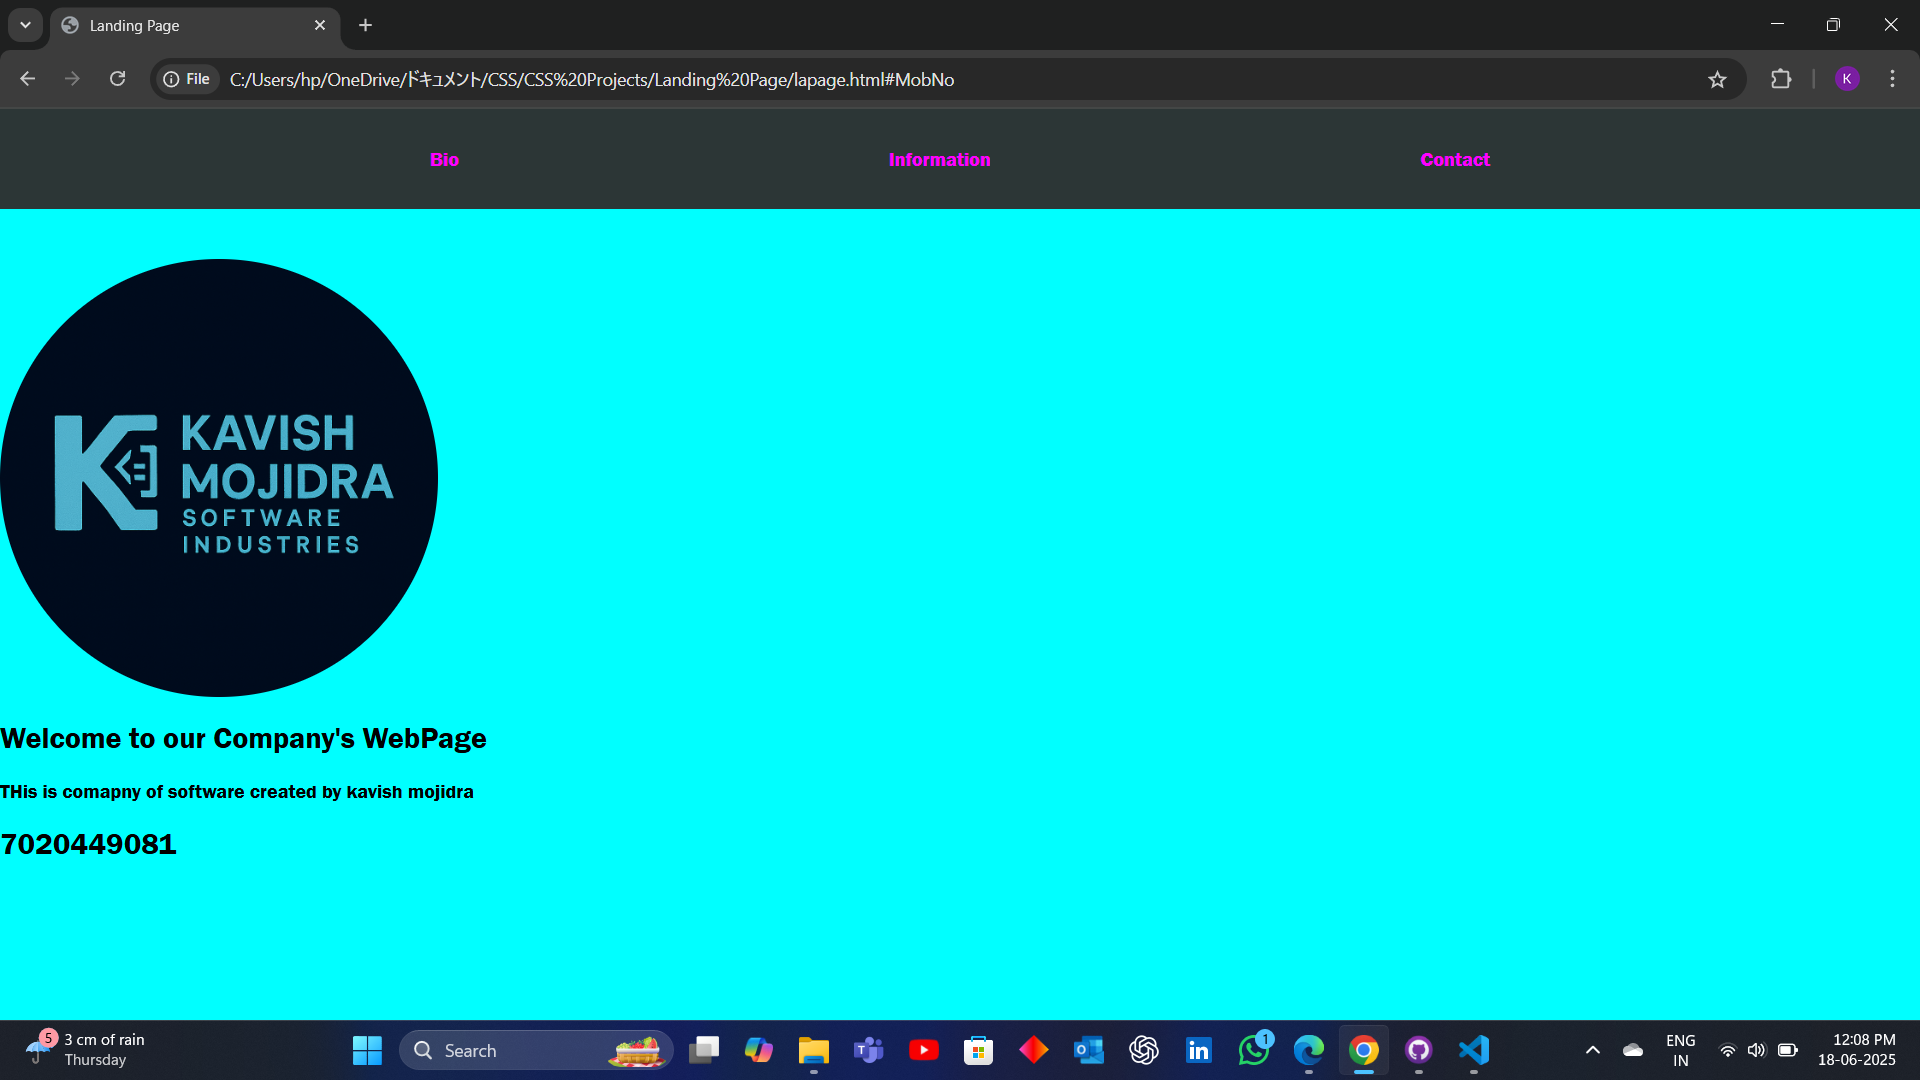 Landing Page
File
C:/Users/hp/OneDrive/ドキュメント/CSS/CSS%20Projects/Landing%20Page/lapage.html#MobNo
K
Bio
Information
Contact
KAVISH
MOJIDRA
SOFTWARE
INDUSTRIES
Welcome to our Company's WebPage
THis is comapny of software created by kavish mojidra
7020449081
5
3 cm of rain
Thursday
Search
1
ENG
IN
12:08 PM
18-06-2025